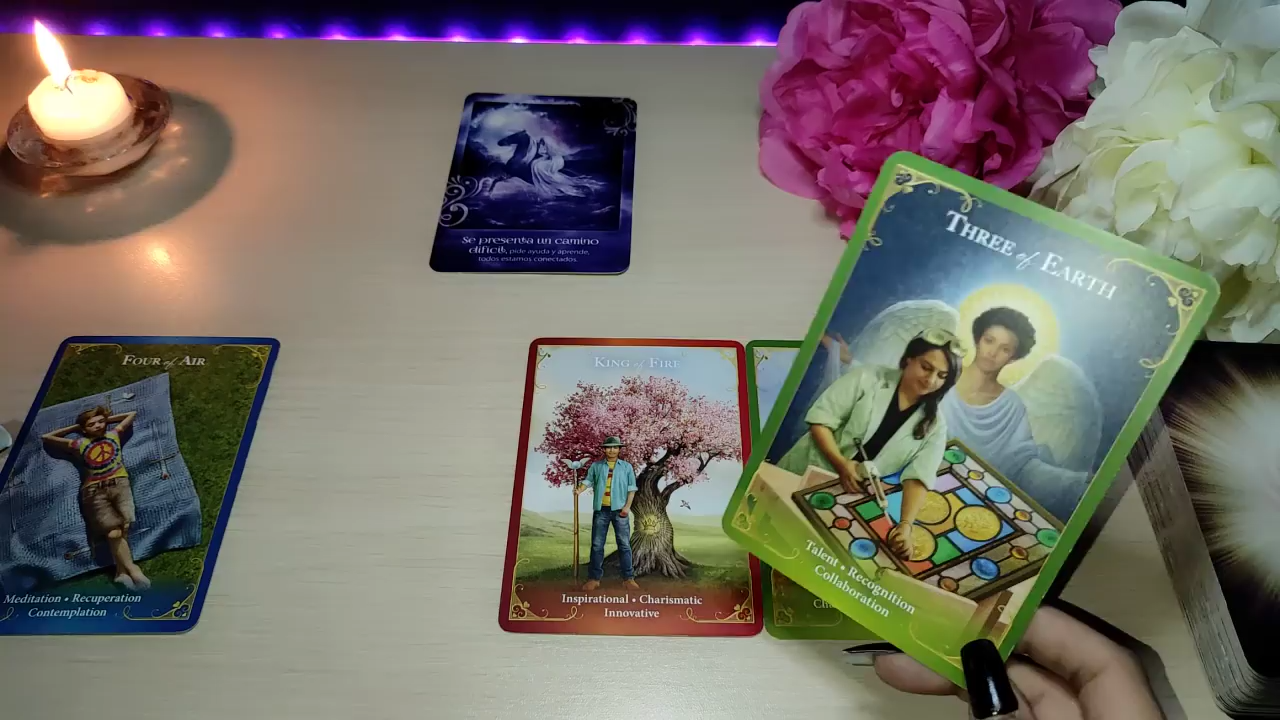 Se presenta un camino
difícil, pide ayuda y aprende,
todos estamos conectados.
THREE of EARTH
Talent • Recognition
Collaboration
FOUR of AIR
Meditation • Recuperation
Contemplation
KING of FIRE
Inspirational • Charismatic
Innovative